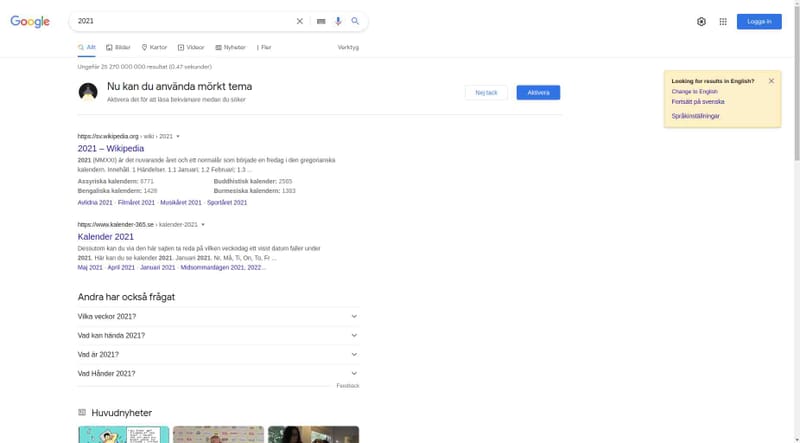 Google
2021
Logga in
Allt
Bilder
Kartor
Videor
Nyheter
Fler
Verktyg
Ungefär 25 270 000 000 resultat (0,47 sekunder)
Nu kan du använda mörkt tema
Aktivera det för att läsa bekvämare medan du söker
Nej tack
Aktivera
Looking for results in English?
Change to English
Fortsätt på svenska
Språkinställningar
https://sv.wikipedia.org › wiki › 2021
2021 – Wikipedia
2021 (MMXXI) är det nuvarande året och ett normalår som började en fredag i den gregorianska
kalendern. Innehåll. 1 Händelser. 1.1 Januari; 1.2 Februari; 1.3 ...
Assyriska kalendern: 6771
Buddhistisk kalender: 2565
Bengaliska kalendern: 1428
Burmesiska kalendern: 1383
Avlidna 2021 · Filmåret 2021 · Musikåret 2021 · Sportåret 2021
https://www.kalender-365.se › kalender-2021
Kalender 2021
Dessutom kan du via den här sajten ta reda på vilken veckodag ett visst datum faller under
2021. Här kan du se kalender 2021. Januari 2021. Nr, Må, Ti, On, To, Fr ...
Maj 2021 · April 2021 · Januari 2021 · Midsommardagen 2021, 2022...
Andra har också frågat
Vilka veckor 2021?
Vad kan hända 2021?
Vad är 2021?
Vad Händer 2021?
Feedback
Huvudnyheter